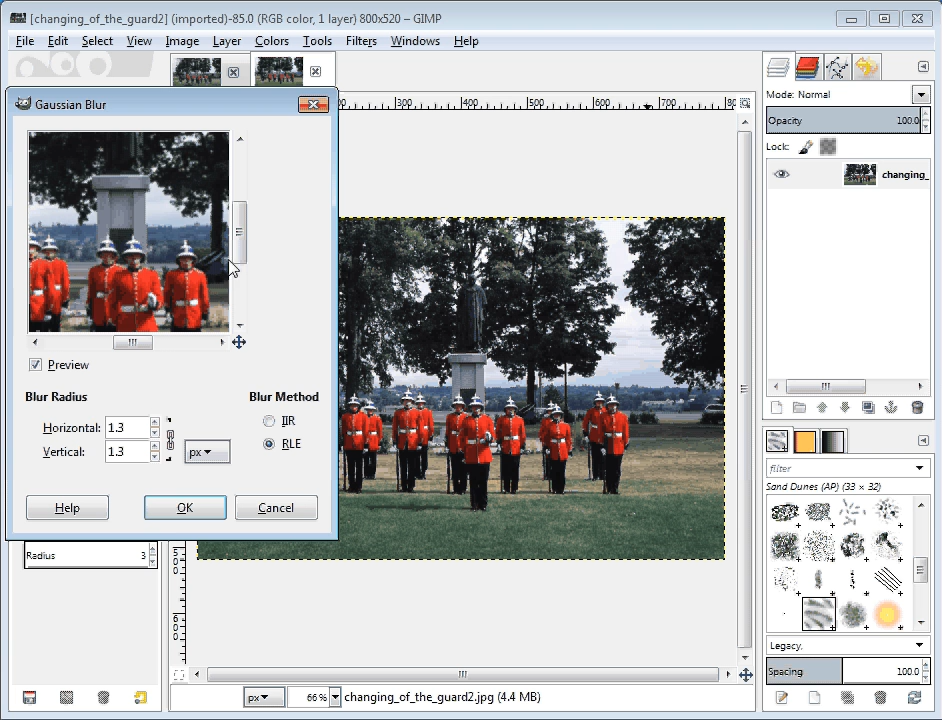 [changing_of_the_guard2] (imported)-85.0 (RGB color, 1 layer) 800x520 – GIMP
File Edit Select View Image Layer Colors Tools Filters Windows Help
Gaussian Blur
300 400 500 600 700
Mode: Normal
Opacity 100.0
Lock:
changing_
Preview
Blur Radius
Blur Method
Horizontal: 1.3
IIR
Vertical: 1.3
px
RLE
Help OK Cancel
filter
Sand Dunes (AP) (33 × 32)
Radius 3
500
600
Legacy,
Spacing 100.0
px 66% changing_of_the_guard2.jpg (4.4 MB)